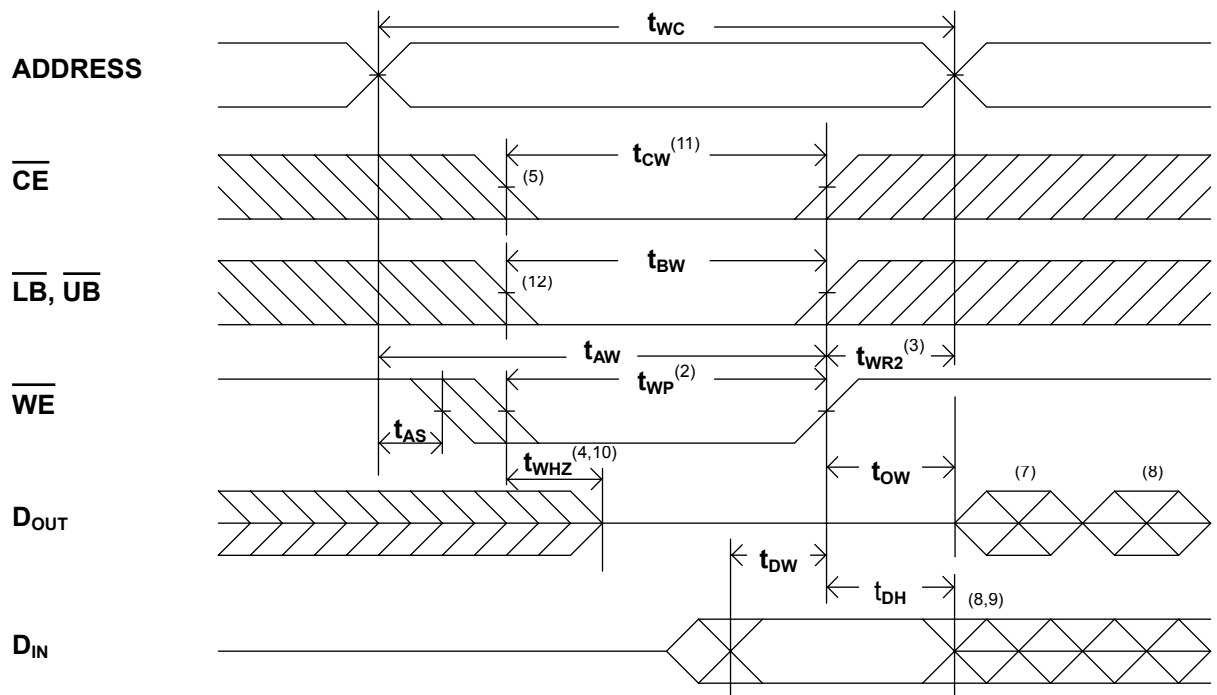 tWC
ADDRESS
CE
(5)
tCW(11)
LB, UB
(12)
tBW
tAW
tWR2(3)
WE
tWP(2)
tAS
tWHZ(4,10)
tOW
(7)
(8)
DOUT
tDW
tDH
(8,9)
DIN